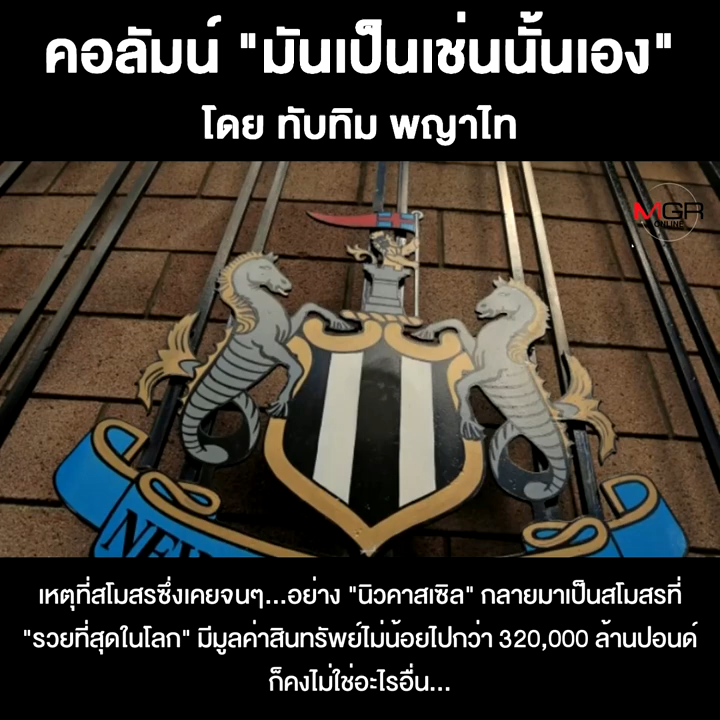 คอลัมน์ "มันเป็นเช่นนั้นเอง"
โดย ทับทิม พญาไท
MGR
ONLINE
NEW
เหตุที่สโมสรซึ่งเคยจนๆ...อย่าง "นิวคาสเซิล" กลายมาเป็นสโมสรที่
"รวยที่สุดในโลก" มีมูลค่าสินทรัพย์ไม่น้อยไปกว่า 320,000 ล้านปอนด์
ก็คงไม่ใช่อะไรอื่น...